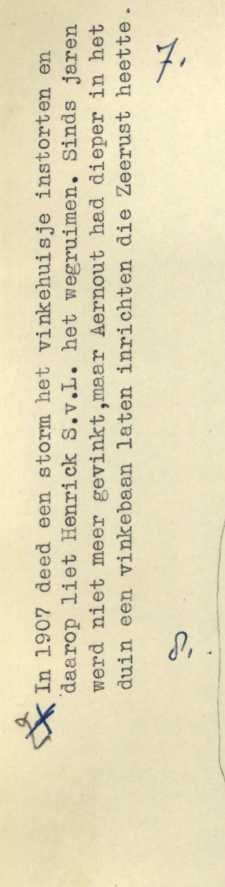 In 1907 deed een storm het vinkehuisje instorten en
daarop liet Henrick S.v.L. het wegruimen. Sinds jaren
werd niet meer gevinkt,maar Aernout had dieper in het
duin een vinkebaan laten inrichten die Zeerust heette.
7.
8.